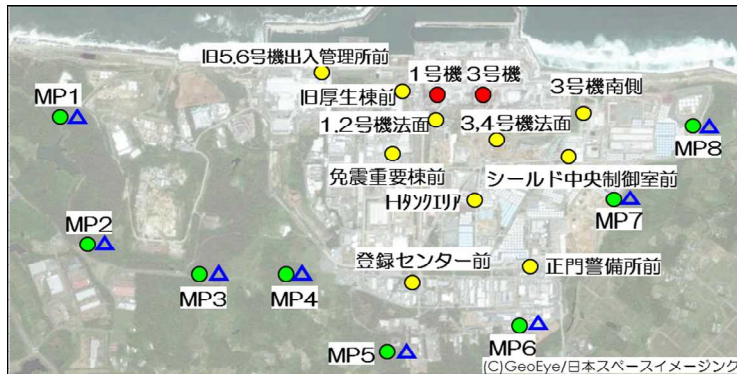 旧5.6号機出入管理所前
1号機
3号機
MP1
旧厚生棟前
3号機南側
1.2号機法面
3.4号機法面
MP8
免震重要棟前
シールド中央制御室前
Hタンクエリア
MP7
MP2
登録センター前
正門警備所前
MP3
MP4
MP5
MP6
(C)GeoEye/日本スペースイメージング